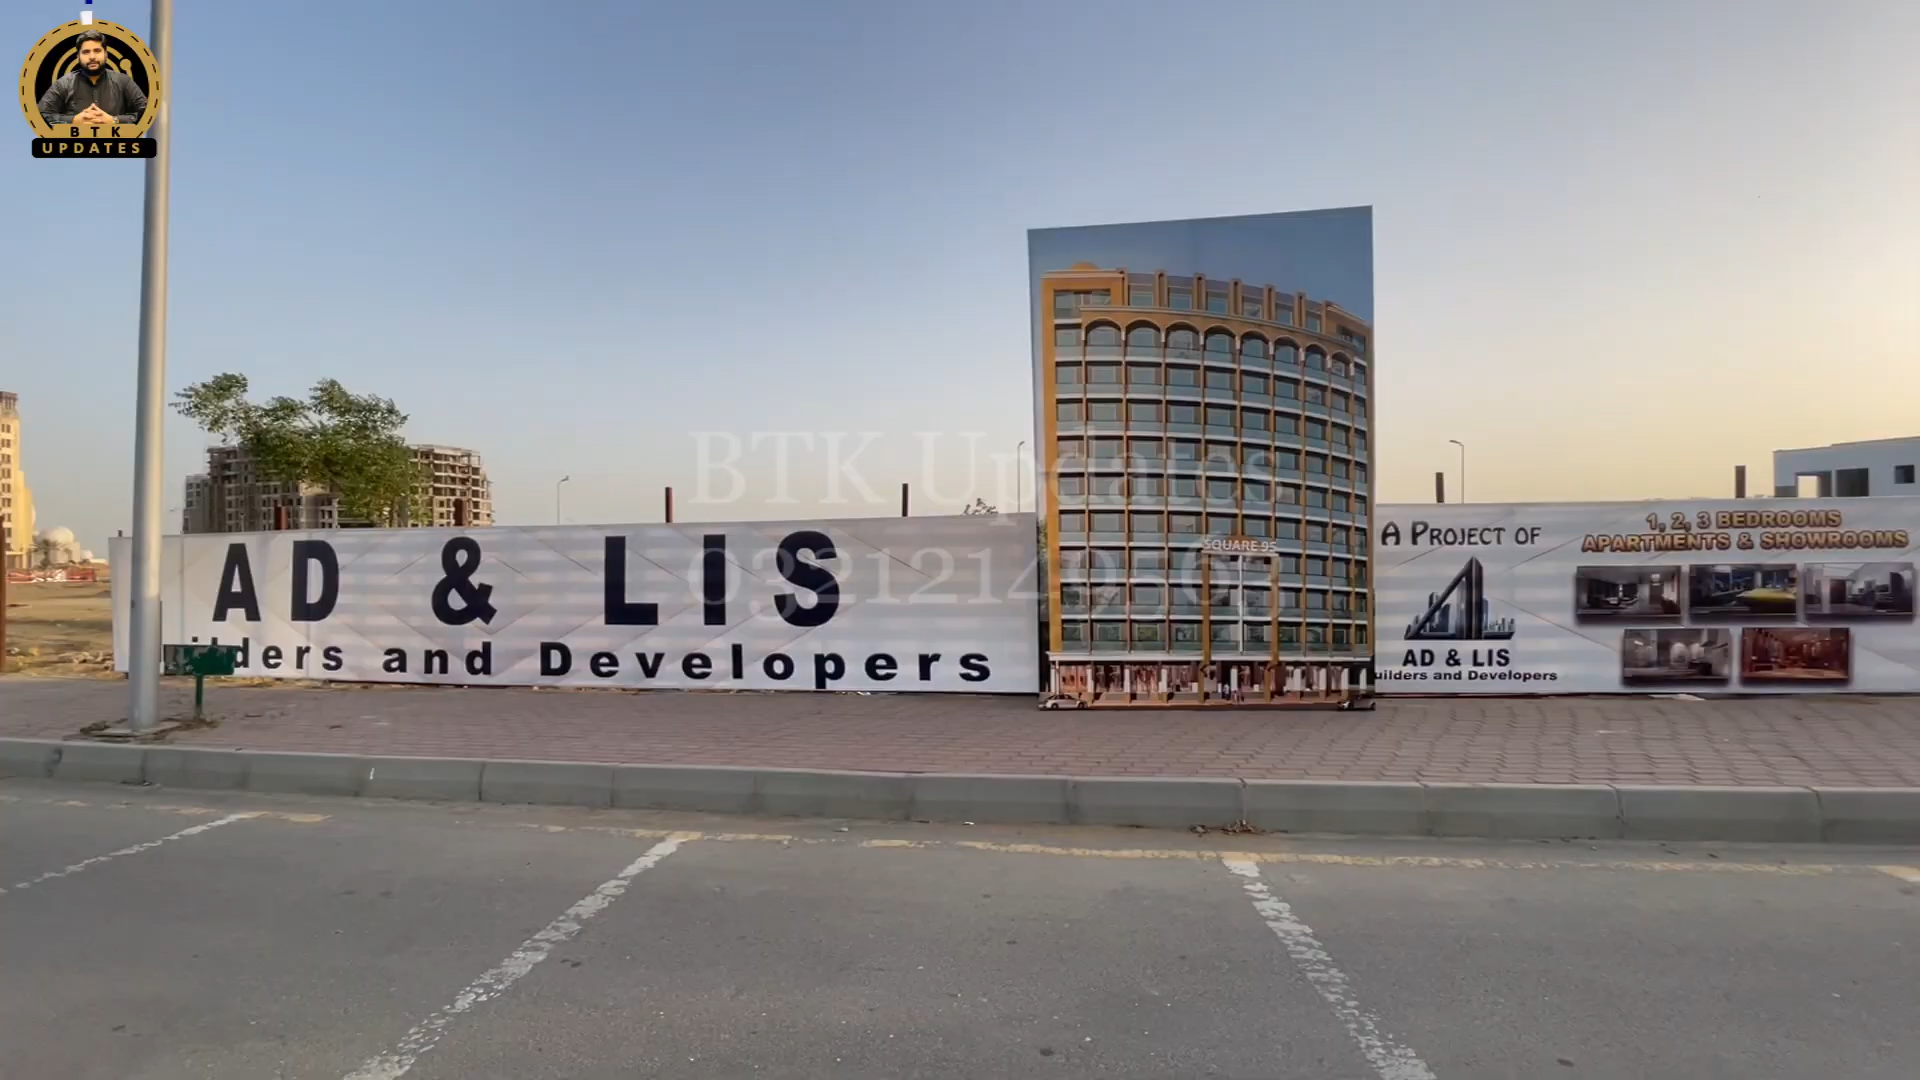 BTK
UPDATES
BTK Updates
03212149563
AD & LIS
ilders and Developers
SQUARE 95
A PROJECT OF
AD & LIS
uilders and Developers
1, 2, 3 BEDROOMS
APARTMENTS & SHOWROOMS